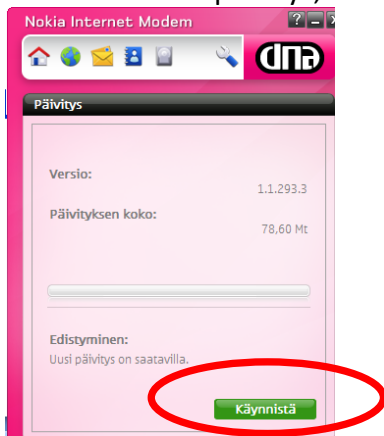 Nokia Internet Modem
dna
Päivitys
Versio:
1.1.293.3
Päivityksen koko:
78,60 Mt
Edistyminen:
Uusi päivitys on saatavilla.
Käynnistä